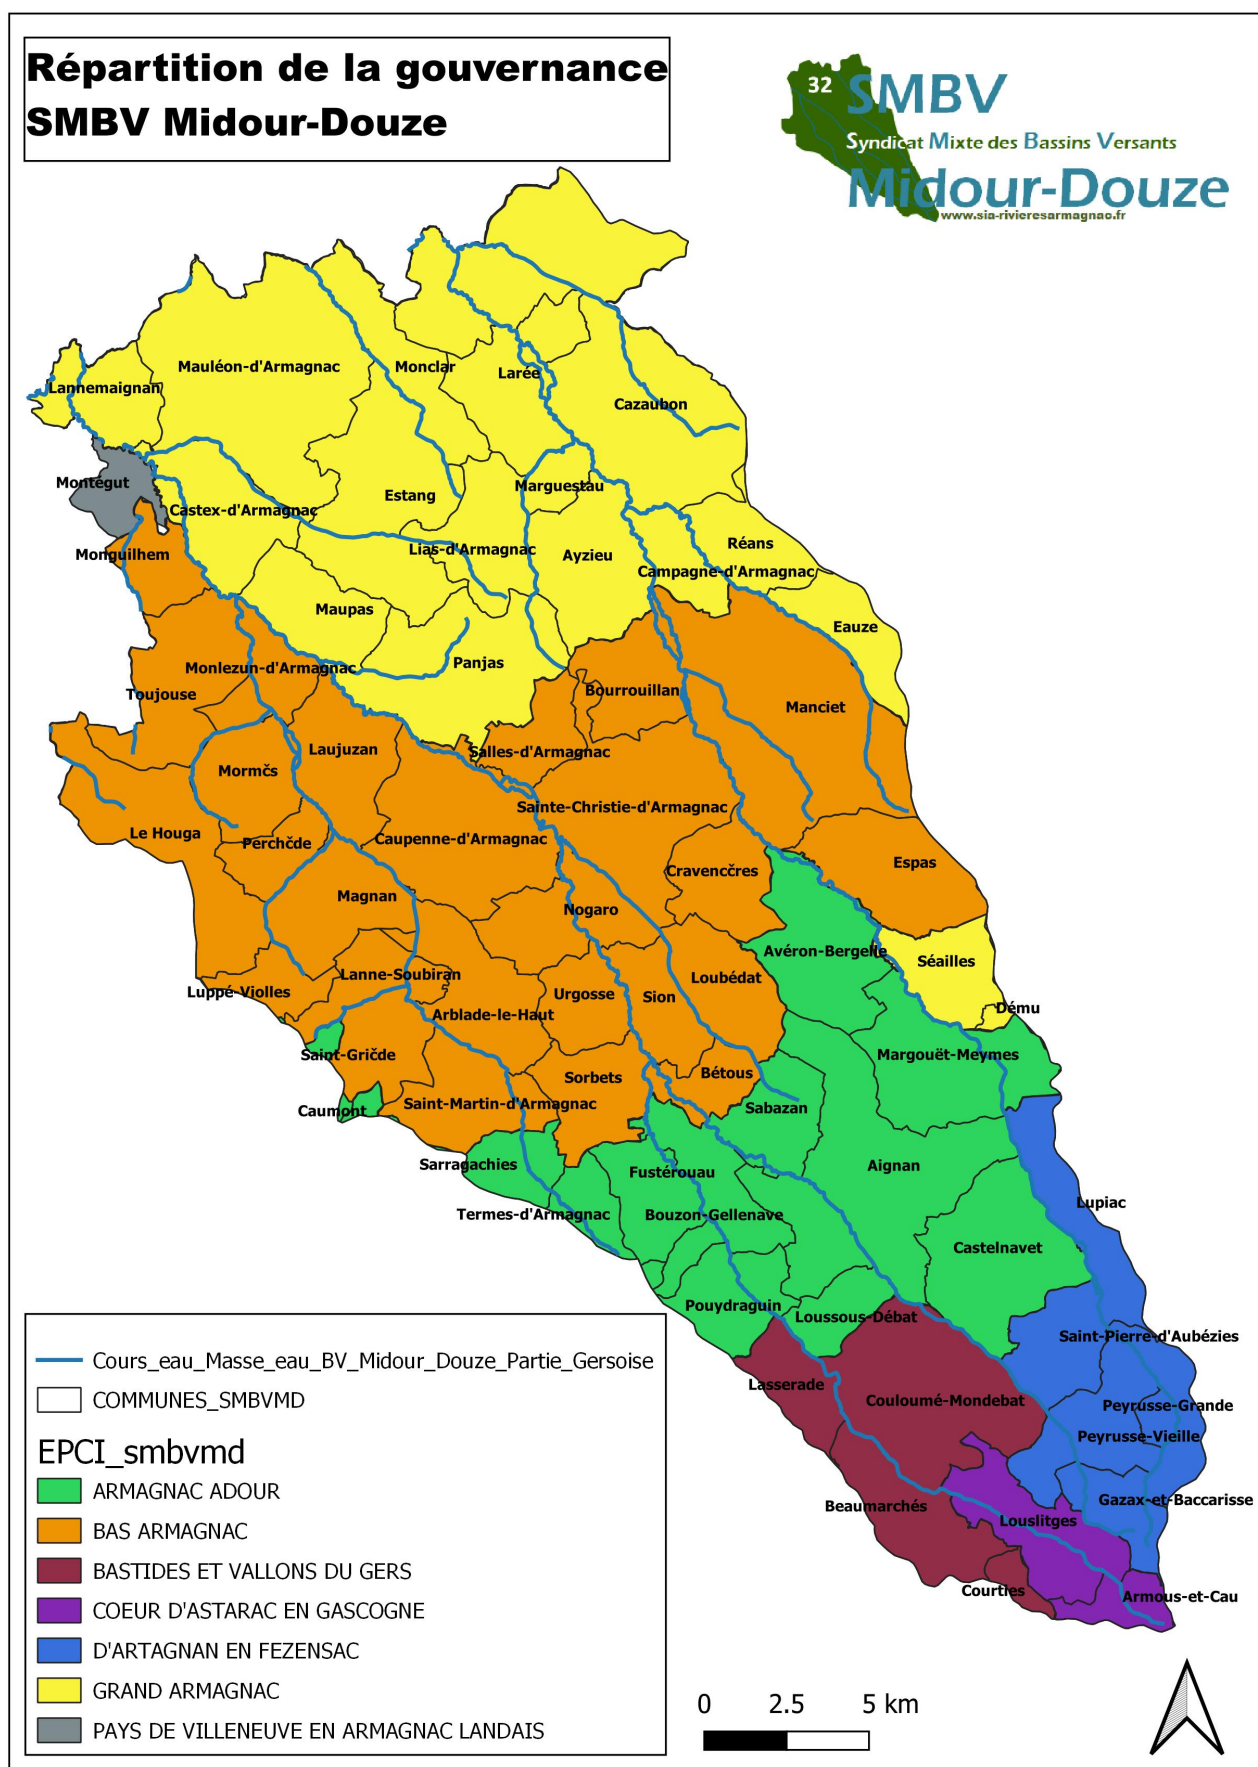 Répartition de la gouvernance
SMBV Midour-Douze
32
SMBV
Syndicat Mixte des Bassins Versants
Midour-Douze
www.sia-rivieresarmagnac.fr
Mauléon-d'Armagnac
Monclar
Larée
Lannemaignan
Cazaubon
Montégut
Marguestau
Estang
Castex-d'Armagnac
Réans
Lias-d'Armagnac
Ayzieu
Monguilhem
Campagne-d'Armagnac
Maupas
Eauze
Panjas
Monlezun-d'Armagnac
Bourrouillan
Toujouse
Manciet
Laujuzan
Salles-d'Armagnac
Mormčs
Sainte-Christie-d'Armagnac
Le Houga
Caupenne-d'Armagnac
Perchčde
Espas
Cravenčères
Magnan
Nogaro
Avéron-Bergelle
Séailles
Lanne-Soubiran
Loubédat
Luppé-Violles
Urgosse
Sion
Dému
Arblade-le-Haut
Saint-Gričde
Margouët-Meymes
Bétous
Sorbets
Saint-Martin-d'Armagnac
Sabazan
Caumont
Sarragachies
Aignan
Fustérouau
Lupiac
Termes-d'Armagnac
Bouzon-Gellenave
Castelnavet
Pouydraguin
Loussous-Débat
Saint-Pierre-d'Aubézies
Lasserade
Couloumé-Mondebat
Peyrusse-Grande
Peyrusse-Vieille
Gazax-et-Baccarisse
Beaumarchés
Louslitges
Courties
Armous-et-Cau
Cours_eau_Masse_eau_BV_Midour_Douze_Partie_Gersoise
COMMUNES_SMBVMD
EPCI_smbvmd
ARMAGNAC ADOUR
BAS ARMAGNAC
BASTIDES ET VALLONS DU GERS
COEUR D'ASTARAC EN GASCOGNE
D'ARTAGNAN EN FEZENSAC
GRAND ARMAGNAC
PAYS DE VILLENEUVE EN ARMAGNAC LANDAIS
0 2.5 5 km